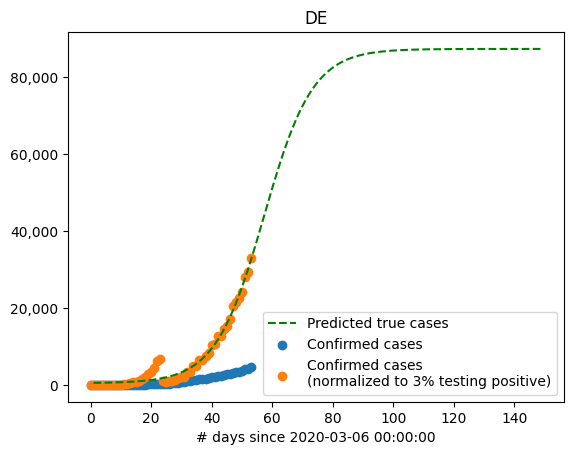 DE
80,000
60,000
40,000
20,000
0
Predicted true cases
Confirmed cases
Confirmed cases
(normalized to 3% testing positive)
0 20 40 60 80 100 120 140
# days since 2020-03-06 00:00:00